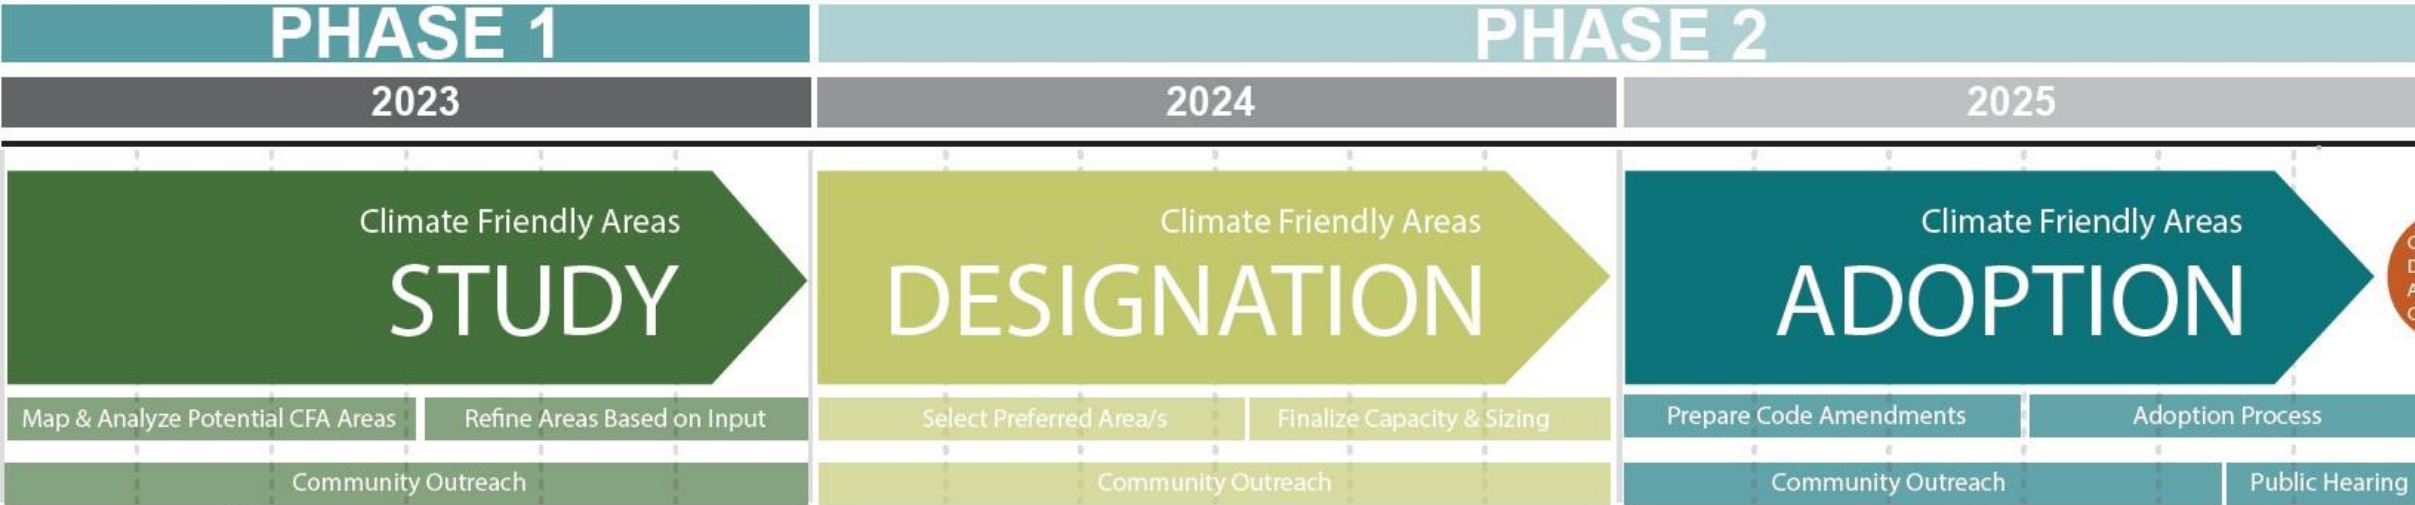 PHASE 1
PHASE 2
2023
2024
2025
Climate Friendly Areas
STUDY
Climate Friendly Areas
DESIGNATION
Climate Friendly Areas
ADOPTION
Map & Analyze Potential CFA Areas
Refine Areas Based on Input
Select Preferred Area/s
Finalize Capacity & Sizing
Prepare Code Amendments
Adoption Process
Community Outreach
Community Outreach
Community Outreach
Public Hearing